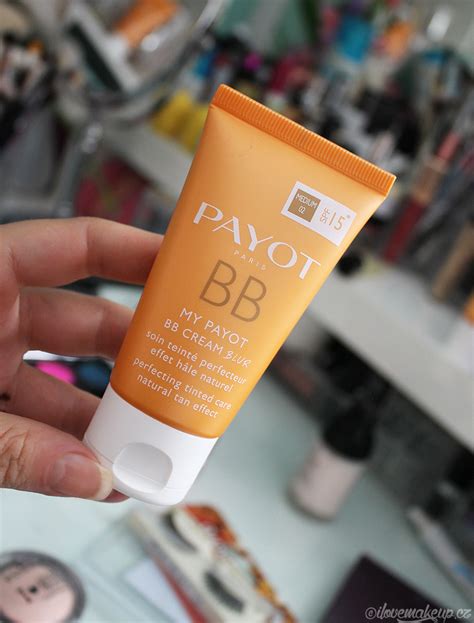 MEDIUM
02
SPF 15
PAYOT
PARIS
BB
MY PAYOT
BB CREAM BLUR
soin teinté perfecteur
effet hâle naturel
perfecting tinted care
natural tan effect
©ilovemakeup.cz